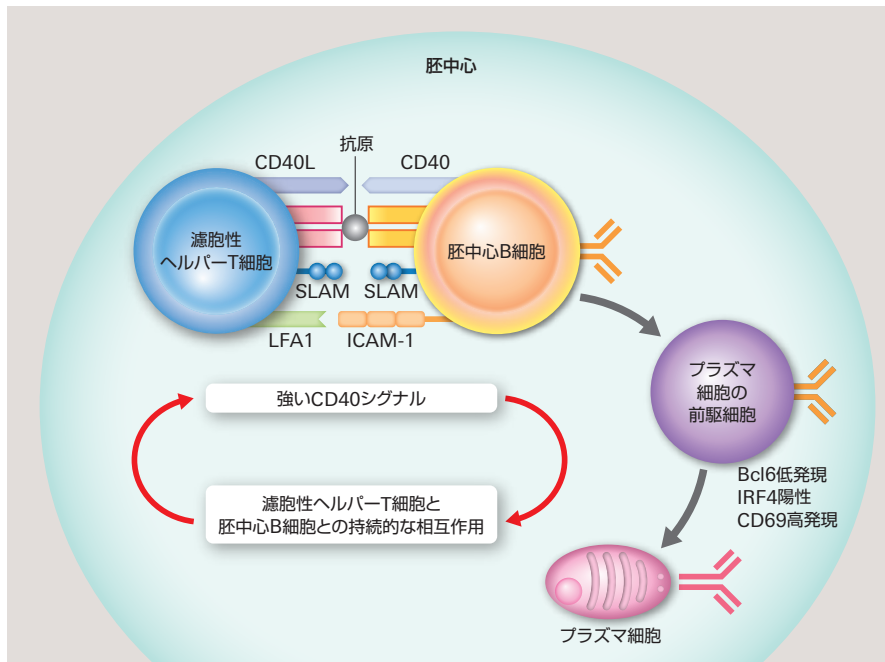 胚中心
抗原
CD40L
CD40
濾胞性
ヘルパーT細胞
胚中心B細胞
SLAM
SLAM
LFA1
ICAM-1
強いCD40シグナル
濾胞性ヘルパーT細胞と
胚中心B細胞との持続的な相互作用
プラズマ
細胞の
前駆細胞
Bcl6低発現
IRF4陽性
CD69高発現
プラズマ細胞